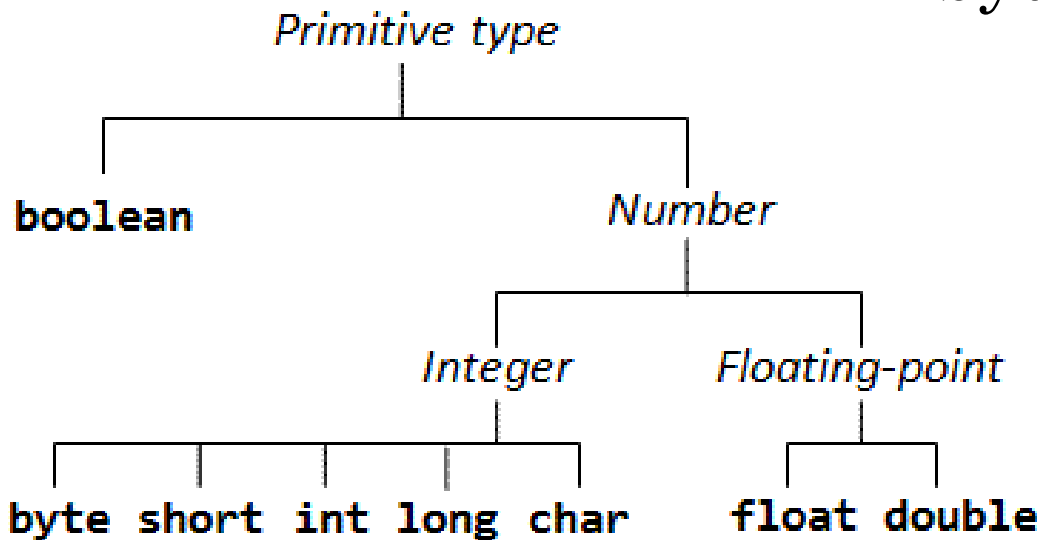 Primitive type
boolean
Number
Integer Floating-point
byte short int long char float double